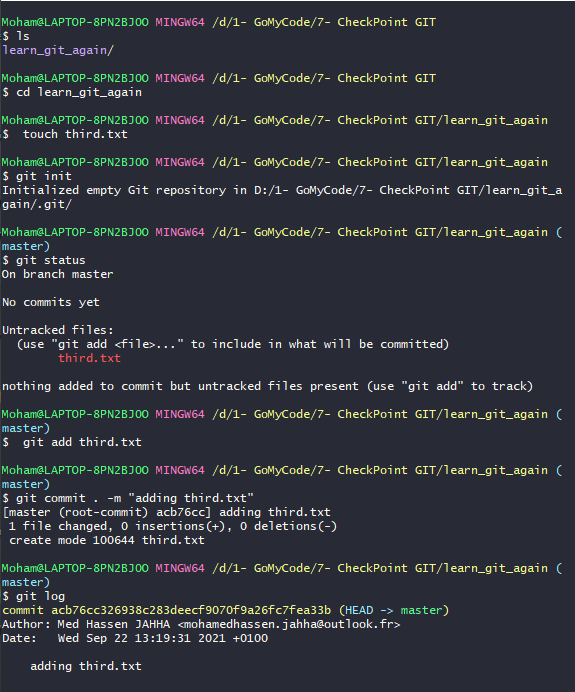 Moham@LAPTOP-8PN2BJOO MINGW64 /d/1- GoMyCode/7- CheckPoint GIT
$ ls
learn_git_again/
Moham@LAPTOP-8PN2BJOO MINGW64 /d/1- GoMyCode/7- CheckPoint GIT
$ cd learn_git_again
Moham@LAPTOP-8PN2BJOO MINGW64 /d/1- GoMyCode/7- CheckPoint GIT/learn_git_again
$  touch third.txt
Moham@LAPTOP-8PN2BJOO MINGW64 /d/1- GoMyCode/7- CheckPoint GIT/learn_git_again
$ git init
Initialized empty Git repository in D:/1- GoMyCode/7- CheckPoint GIT/learn_git_a
gain/.git/
Moham@LAPTOP-8PN2BJOO MINGW64 /d/1- GoMyCode/7- CheckPoint GIT/learn_git_again (
master)
$ git status
On branch master
No commits yet
Untracked files:
  (use "git add <file>..." to include in what will be committed)
        third.txt
nothing added to commit but untracked files present (use "git add" to track)
Moham@LAPTOP-8PN2BJOO MINGW64 /d/1- GoMyCode/7- CheckPoint GIT/learn_git_again (
master)
$  git add third.txt
Moham@LAPTOP-8PN2BJOO MINGW64 /d/1- GoMyCode/7- CheckPoint GIT/learn_git_again (
master)
$ git commit . -m "adding third.txt"
[master (root-commit) acb76cc] adding third.txt
 1 file changed, 0 insertions(+), 0 deletions(-)
 create mode 100644 third.txt
Moham@LAPTOP-8PN2BJOO MINGW64 /d/1- GoMyCode/7- CheckPoint GIT/learn_git_again (
master)
$ git log
commit acb76cc326938c283deecf9070f9a26fc7fea33b (HEAD -> master)
Author: Med Hassen JAHHA <mohamedhassen.jahha@outlook.fr>
Date:   Wed Sep 22 13:19:31 2021 +0100
    adding third.txt